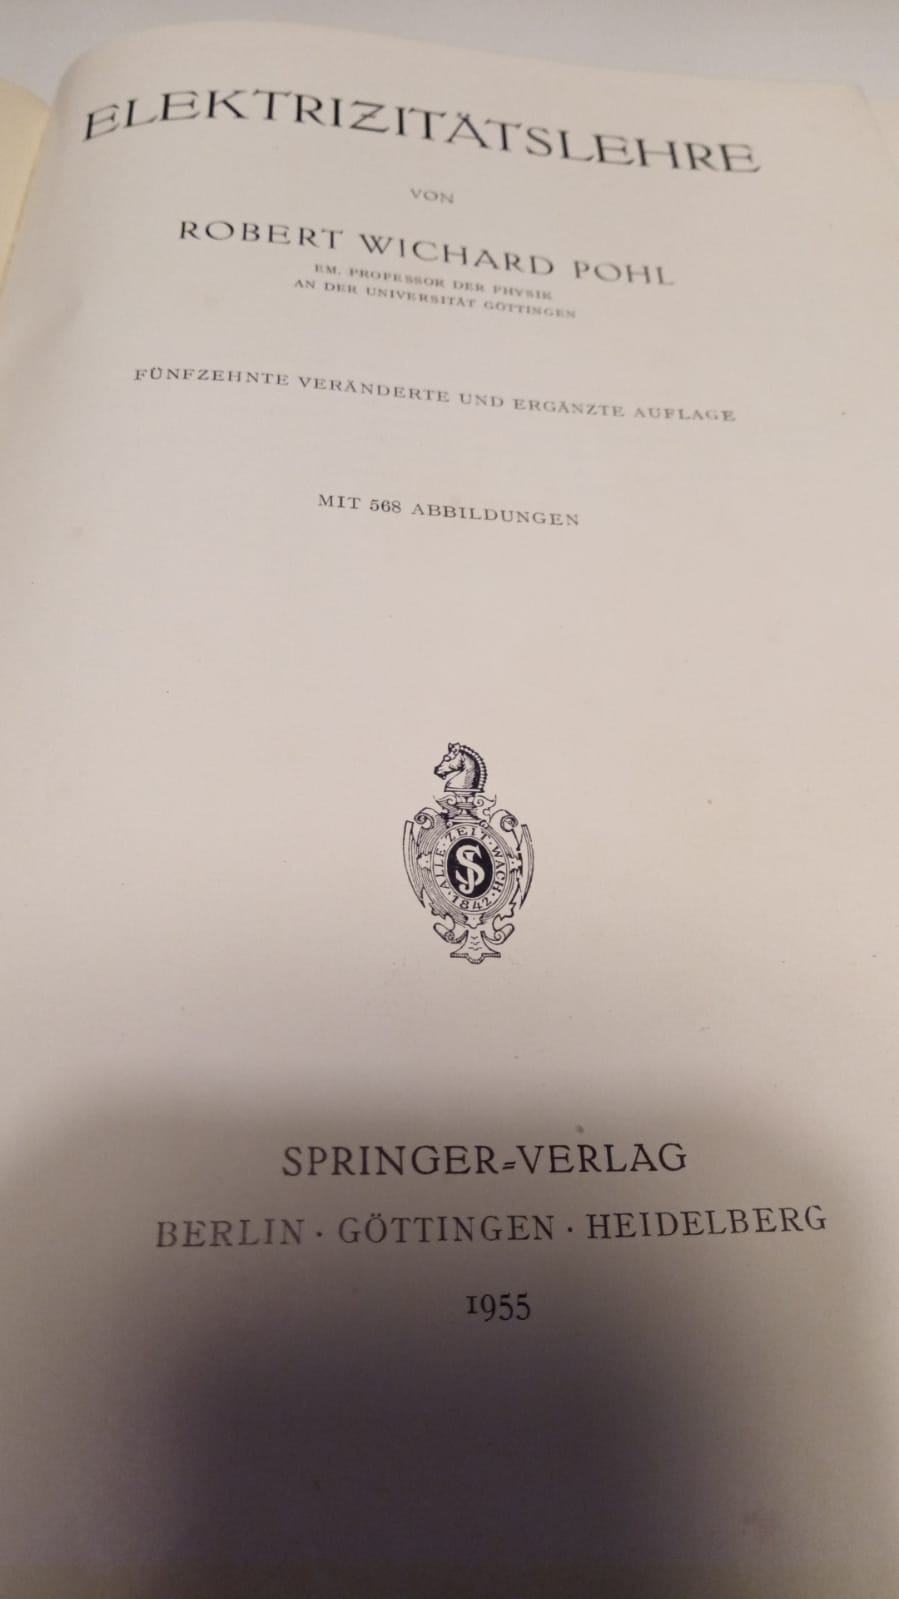 ELEKTRIZITÄTSLEHRE
VON
ROBERT WICHARD POHL
EM. PROFESSOR DER PHYSIK
AN DER UNIVERSITÄT GÖTTINGEN
FÜNFZEHNTE VERÄNDERTE UND ERGÄNZTE AUFLAGE
MIT 568 ABBILDUNGEN
ALLE·ZEIT·WACH
·1842·
S
SPRINGER-VERLAG
BERLIN · GÖTTINGEN · HEIDELBERG
1955